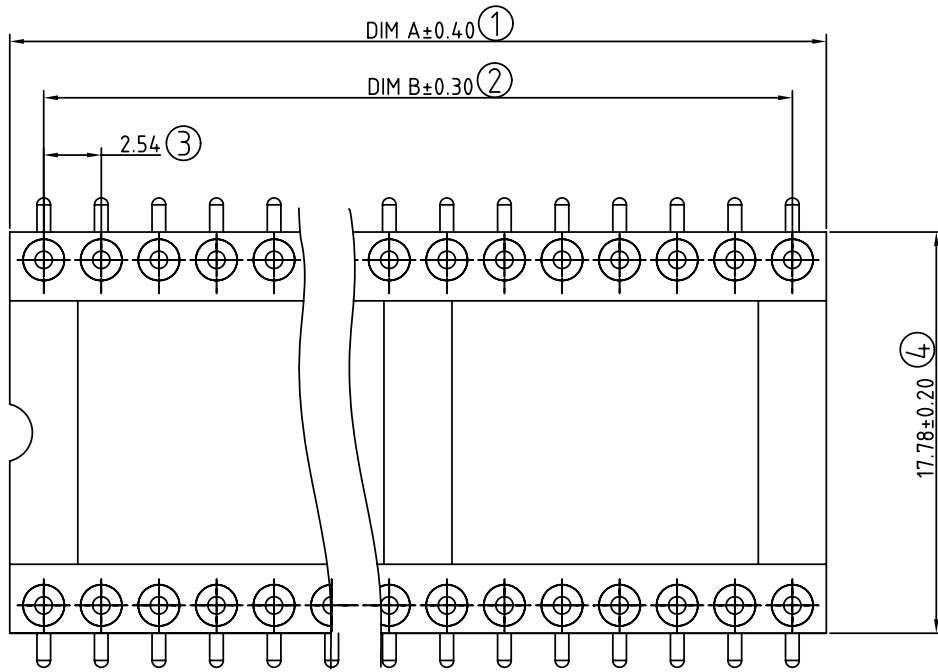 DIM A±0.40 ①
DIM B±0.30 ②
2.54 ③
17.78±0.20 ④